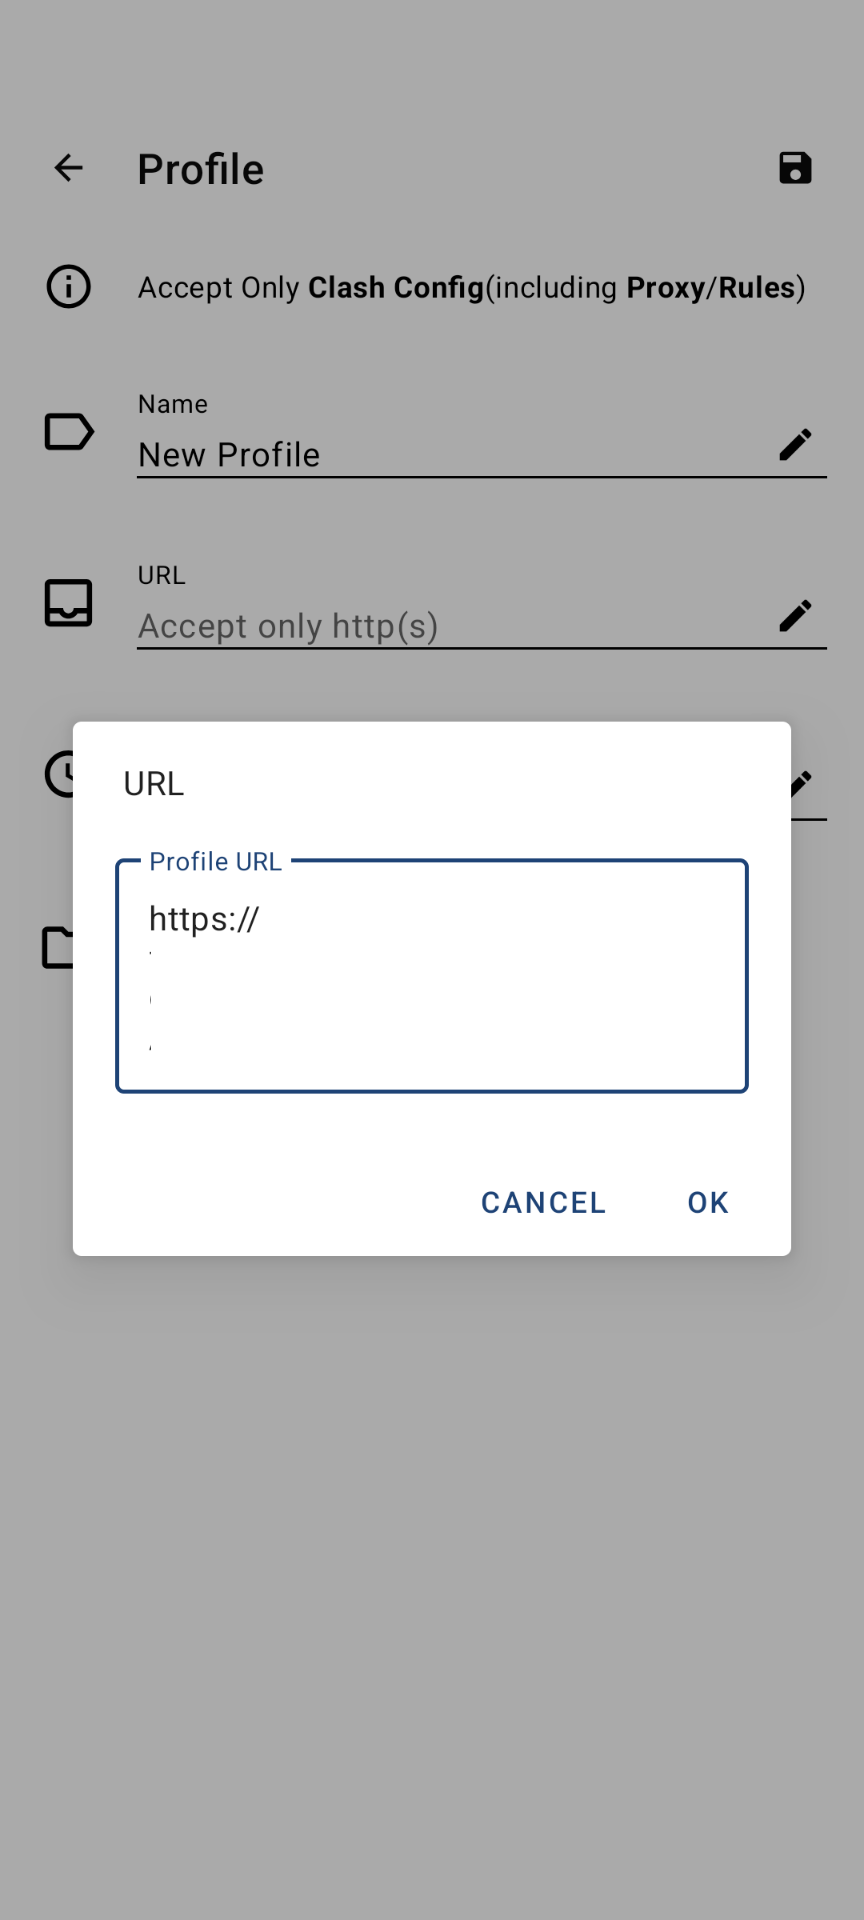 Profile
Accept Only Clash Config(including Proxy/Rules)
Name
New Profile
URL
Accept only http(s)
URL
Profile URL
https://
CANCEL OK